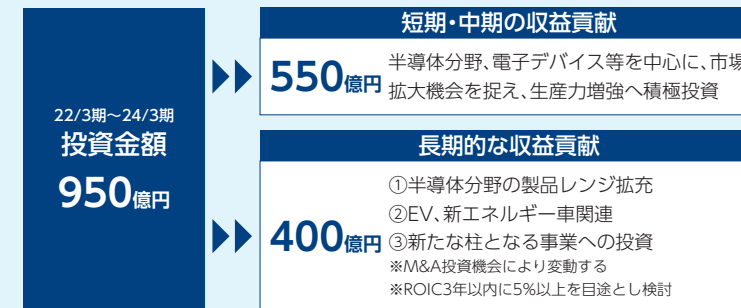 22/3期～24/3期
投資金額
950億円
短期・中期の収益貢献
550億円
半導体分野、電子デバイス等を中心に、市場
拡大機会を捉え、生産力増強へ積極投資
長期的な収益貢献
400億円
①半導体分野の製品レンジ拡充
②EV、新エネルギー車関連
③新たな柱となる事業への投資
※M&A投資機会により変動する
※ROIC3年以内に5%以上を目途とし検討